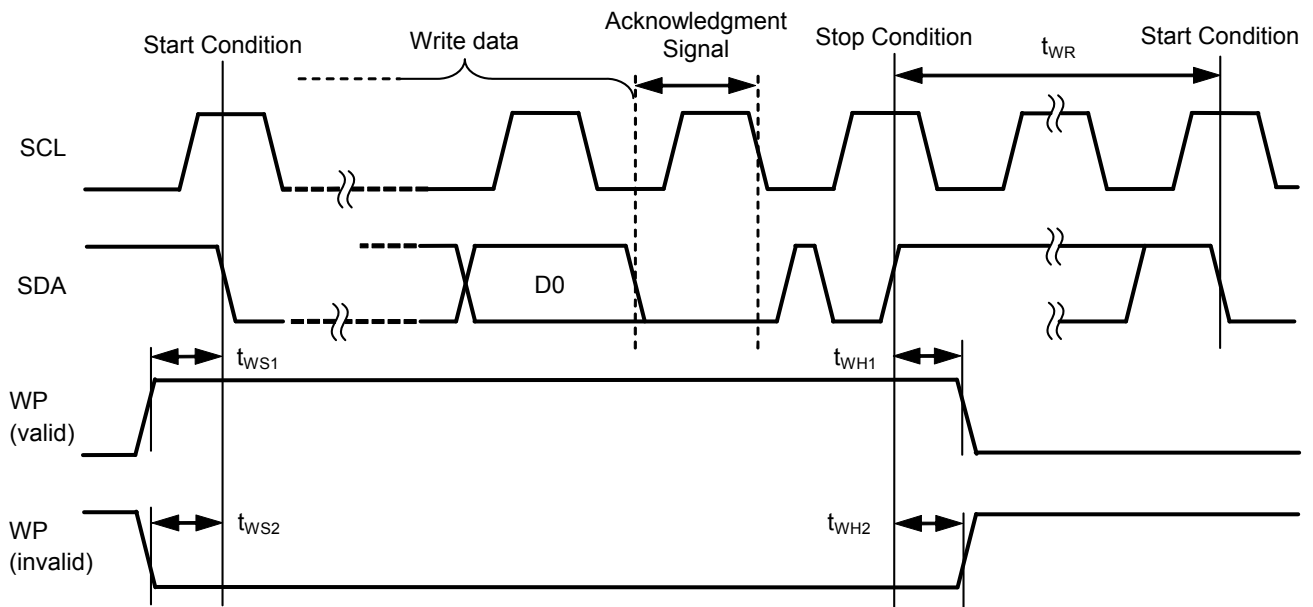 Start Condition
Write data
Acknowledgment
Signal
Stop Condition
tWR
Start Condition
SCL
SDA
D0
tWS1
tWH1
WP
(valid)
tWS2
tWH2
WP
(invalid)